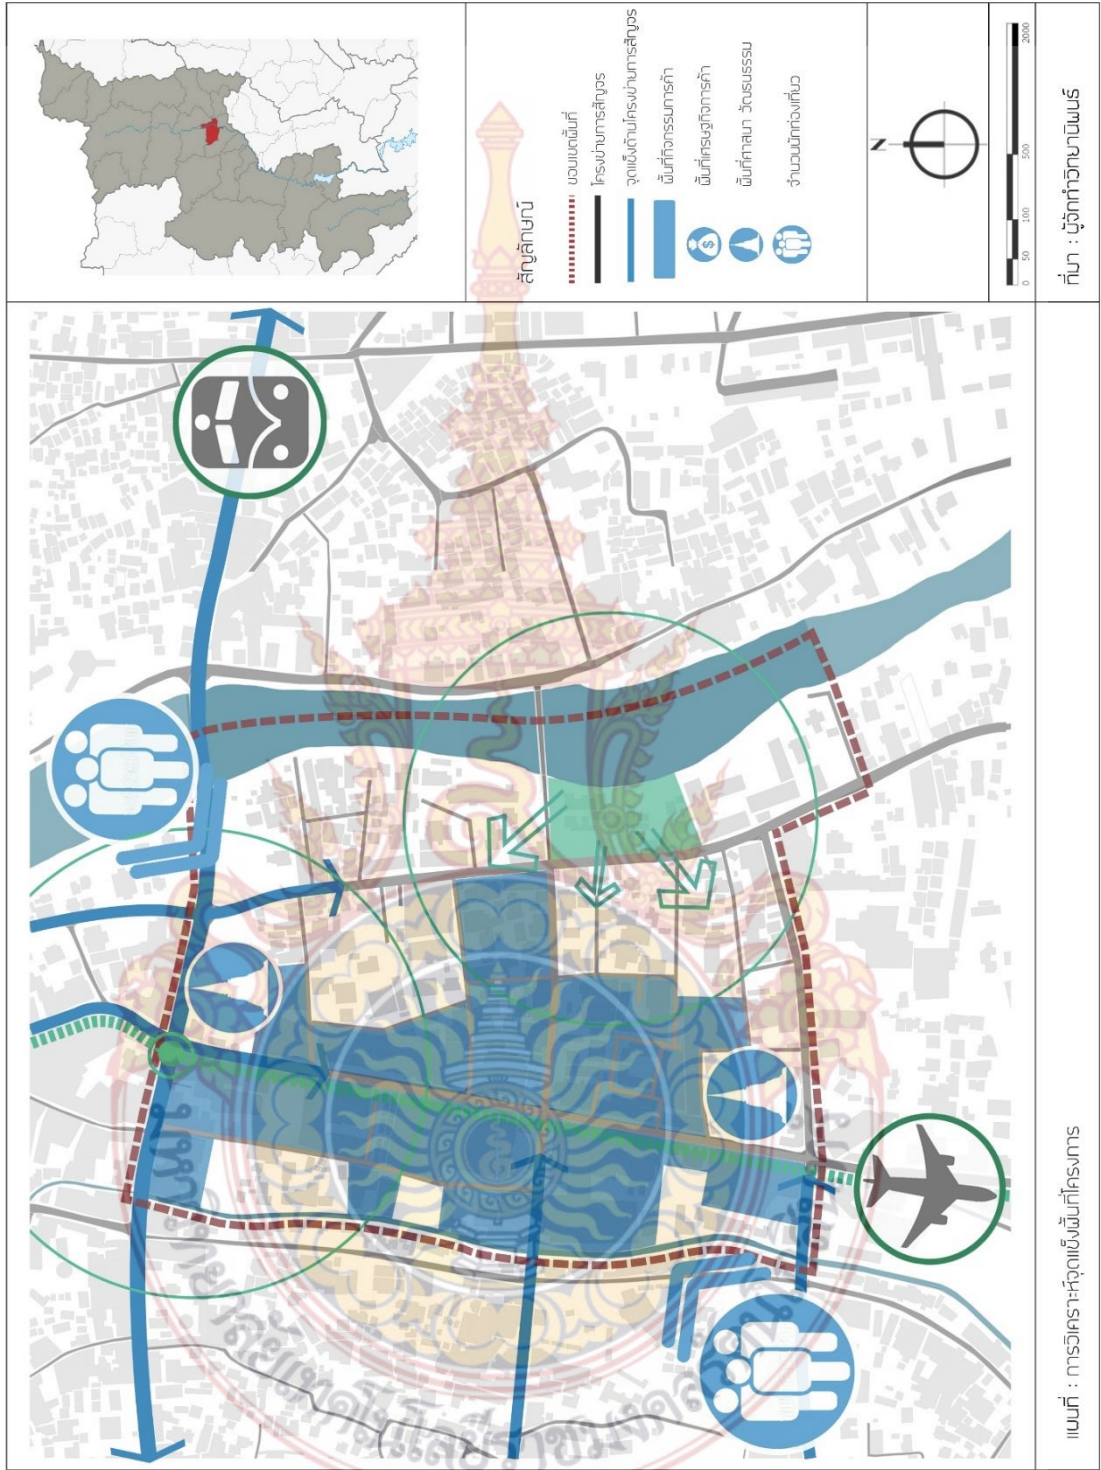 สัญลักษณ์
ขอบเขตพื้นที่
โครงข่ายการสัญจร
จุดแข็งด้านโครงข่ายการสัญจร
พื้นที่กิจกรรมการค้า
พื้นที่เศรษฐกิจการค้า
พื้นที่ศาสนา วัฒนธรรม
จำนวนนักท่องเที่ยว
N
0 50 100 500 2000
ที่มา : ผู้จัดทำวิทยานิพนธ์
แผนที่ : การวิเคราะห์จุดแข็งพื้นที่โครงการ